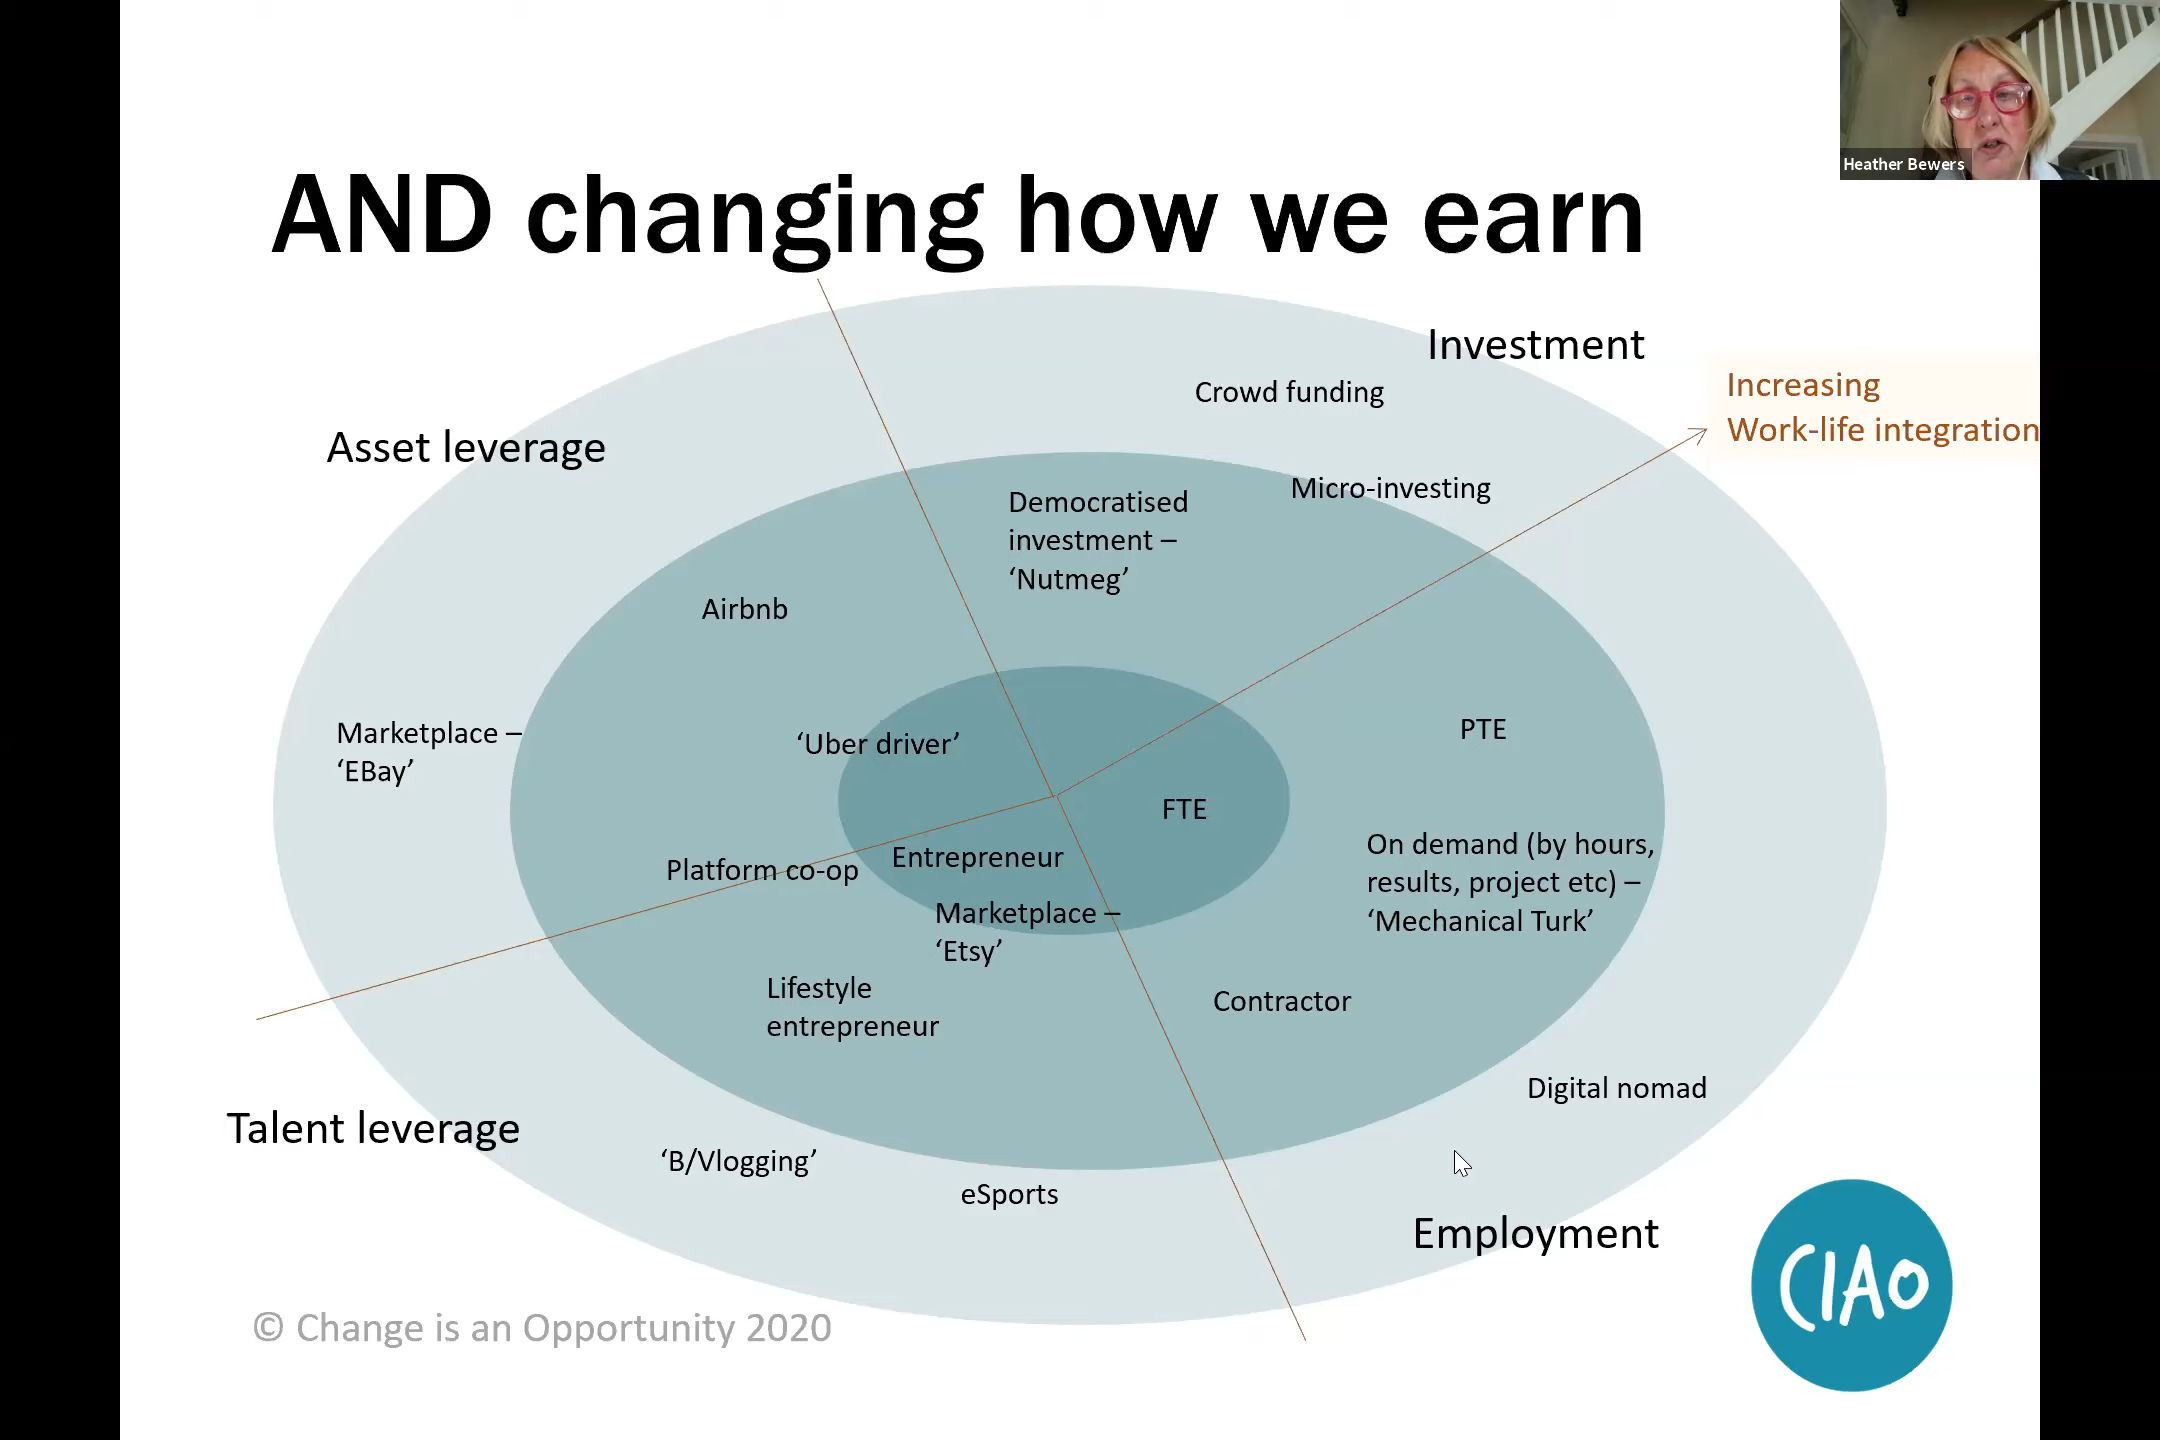 Heather Bewers
AND changing how we earn
Investment
Increasing
Work-life integration
Crowd funding
Asset leverage
Micro-investing
Democratised
investment –
‘Nutmeg’
Airbnb
Marketplace –
‘EBay’
‘Uber driver’
PTE
FTE
On demand (by hours,
results, project etc) –
‘Mechanical Turk’
Platform co-op
Entrepreneur
Marketplace –
‘Etsy’
Lifestyle
entrepreneur
Contractor
Digital nomad
Talent leverage
‘B/Vlogging’
eSports
Employment
CIAO
© Change is an Opportunity 2020